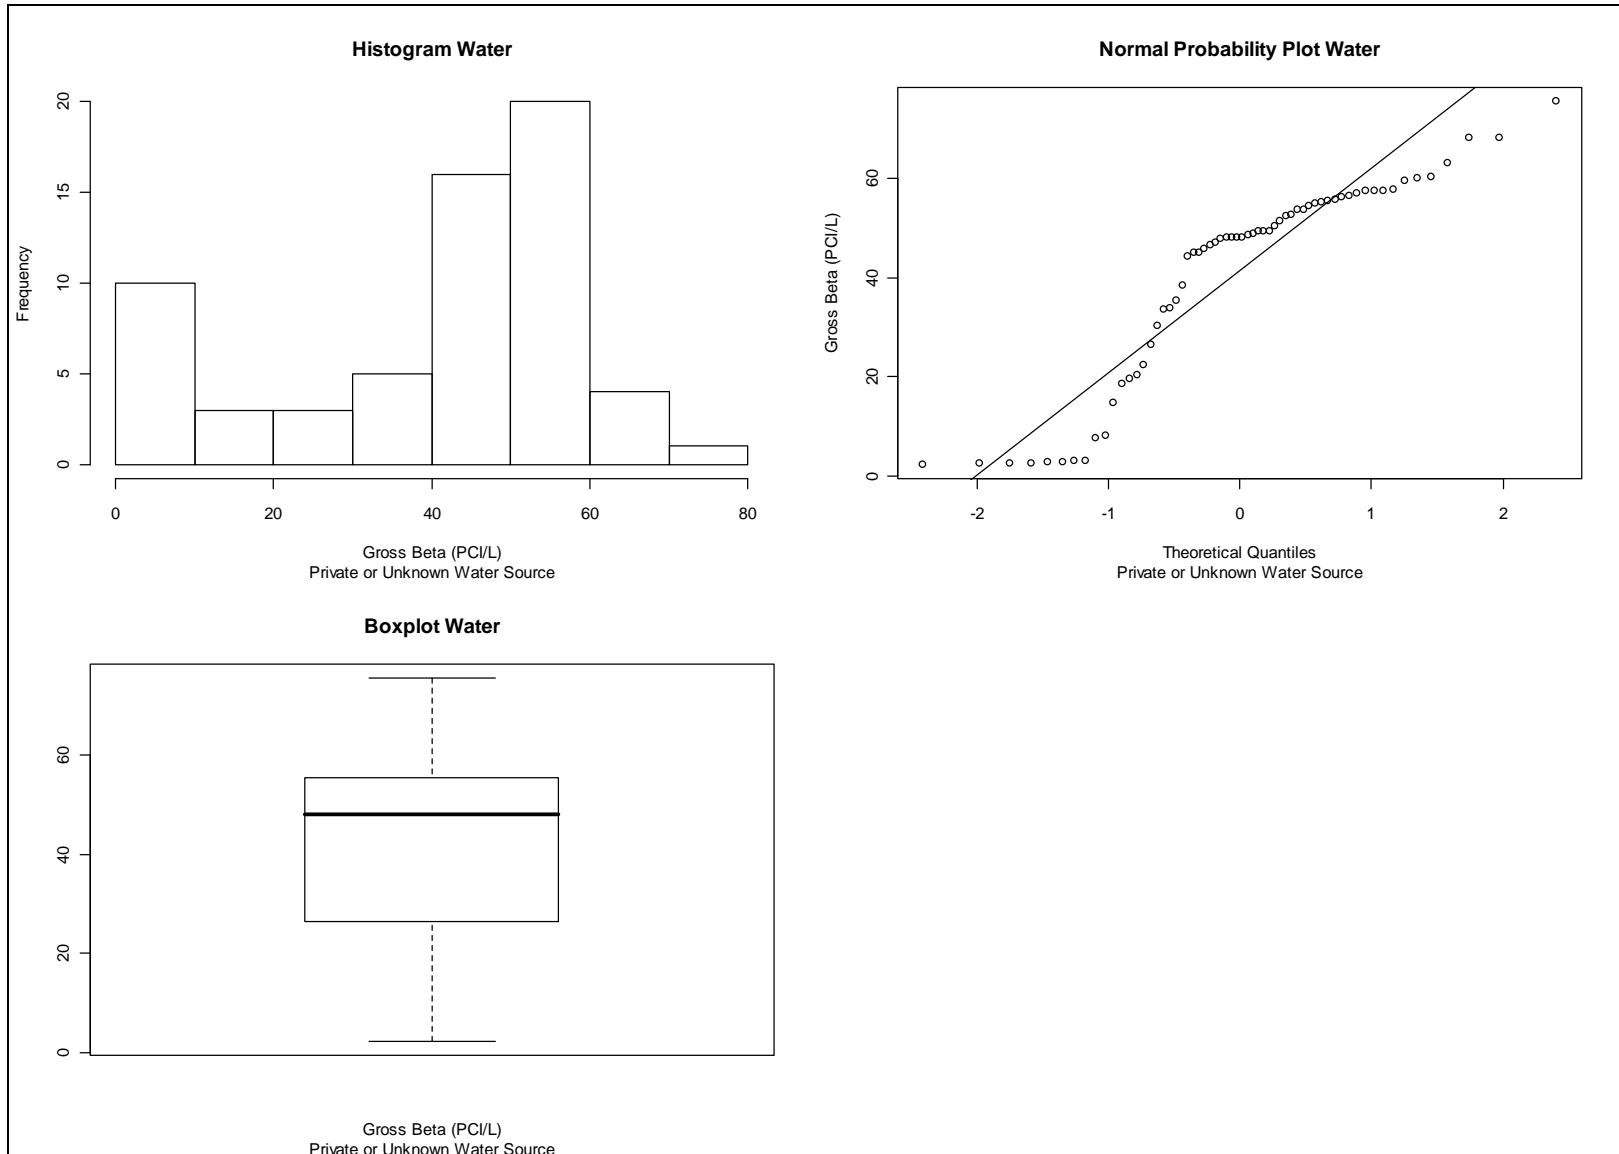 Histogram Water
Frequency
20
15
10
5
0
0 20 40 60 80
Gross Beta (PCI/L)
Private or Unknown Water Source
Normal Probability Plot Water
Gross Beta (PCI/L)
60
40
20
0
-2 -1 0 1 2
Theoretical Quantiles
Private or Unknown Water Source
Boxplot Water
60
40
20
0
Gross Beta (PCI/L)
Private or Unknown Water Source